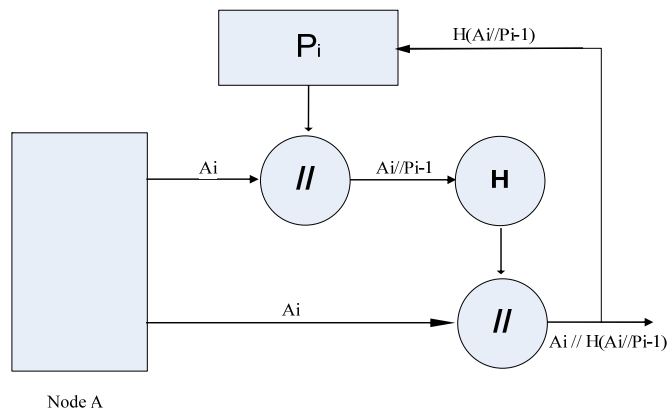 Pi
H(Ai//Pi-1)
Ai
//
Ai//Pi-1
H
Ai
//
Ai // H(Ai//Pi-1)
Node A